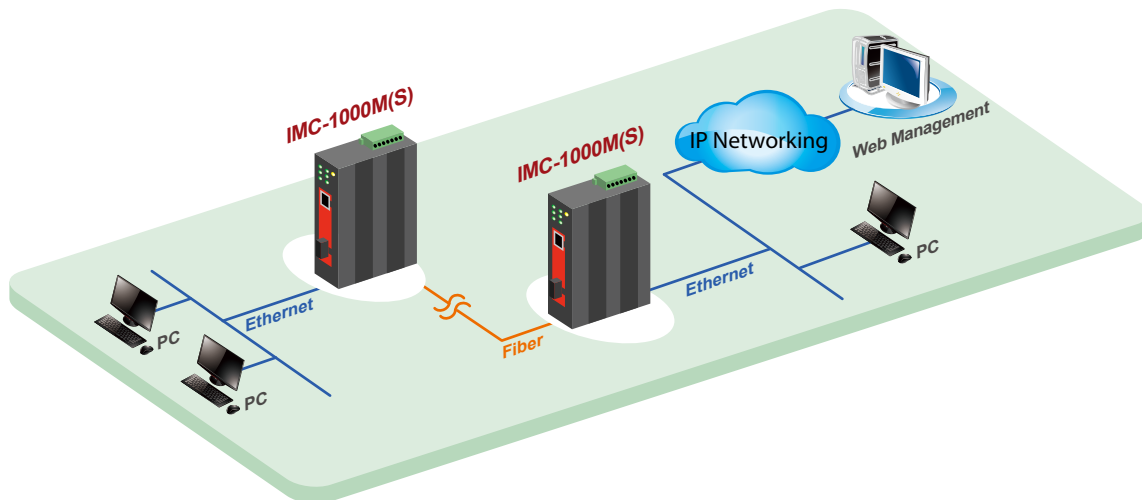 IMC-1000M(S)
IMC-1000M(S)
IP Networking
Web Management
PC
Ethernet
Ethernet
Fiber
PC
PC